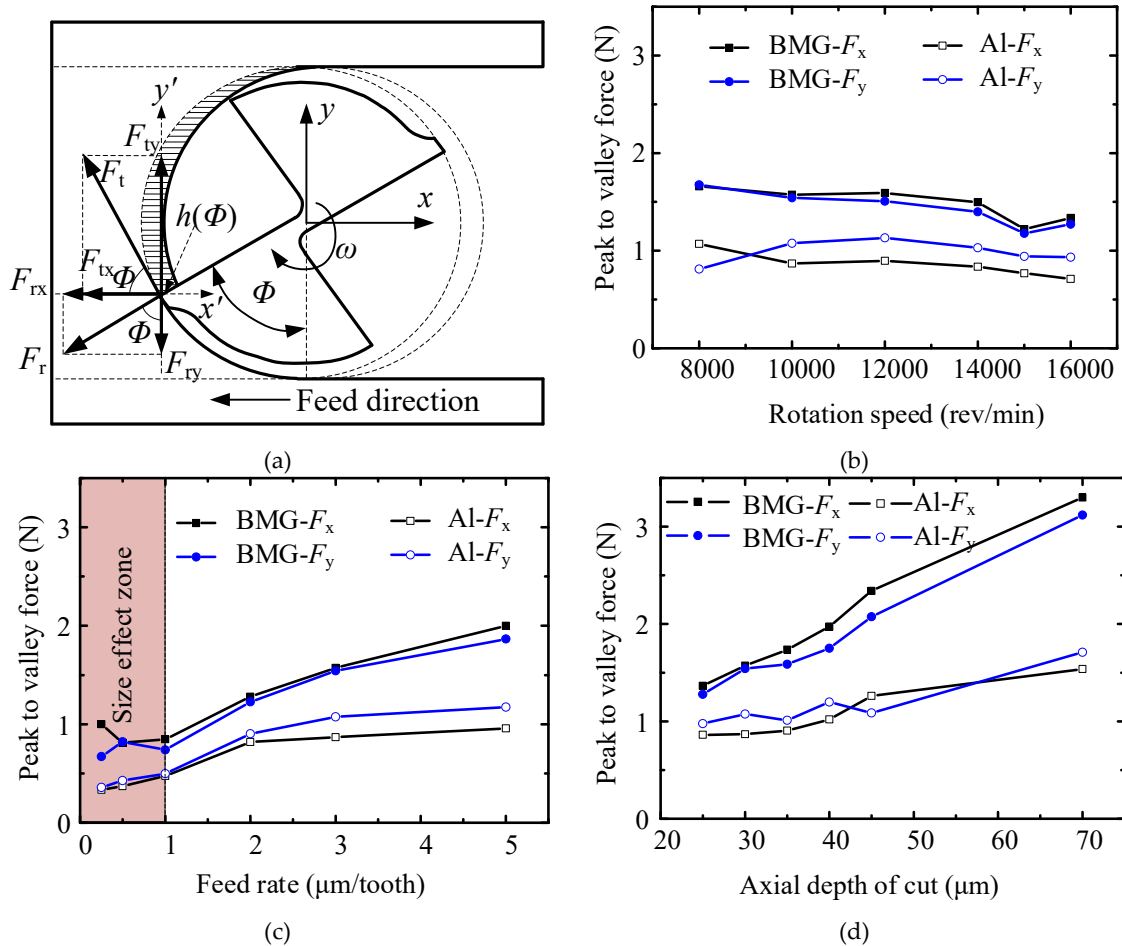 y′
y
F_ty
F_t
h(Φ)
x
F_tx
Φ
ω
F_rx
x′
Φ
Φ
F_r
F_ry
Feed direction
(a)
Peak to valley force (N)
3
2
1
0
BMG-F_x
Al-F_x
BMG-F_y
Al-F_y
8000 10000 12000 14000 16000
Rotation speed (rev/min)
(b)
Peak to valley force (N)
3
2
1
0
Size effect zone
BMG-F_x
Al-F_x
BMG-F_y
Al-F_y
0 1 2 3 4 5
Feed rate (μm/tooth)
(c)
Peak to valley force (N)
3
2
1
0
BMG-F_x
Al-F_x
BMG-F_y
Al-F_y
20 30 40 50 60 70
Axial depth of cut (μm)
(d)